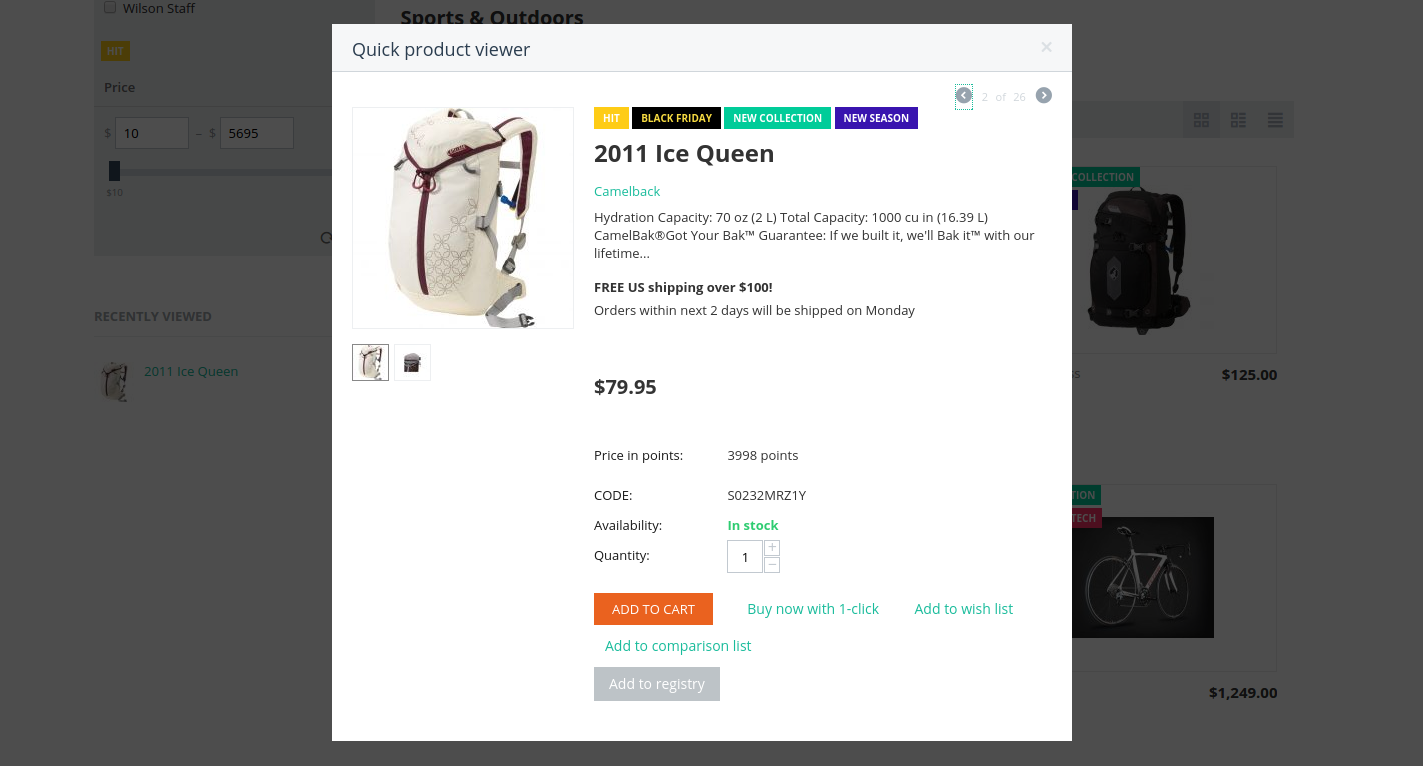 Wilson Staff
Sports & Outdoors
HIT
Price
$ 10 – $ 5695
$10
RECENTLY VIEWED
2011 Ice Queen
Quick product viewer
×
2 of 26
HIT BLACK FRIDAY NEW COLLECTION NEW SEASON
2011 Ice Queen
Camelback
Hydration Capacity: 70 oz (2 L) Total Capacity: 1000 cu in (16.39 L)
CamelBak®Got Your Bak™ Guarantee: If we built it, we'll Bak it™ with our
lifetime...
FREE US shipping over $100!
Orders within next 2 days will be shipped on Monday
$79.95
Price in points: 3998 points
CODE: S0232MRZ1Y
Availability: In stock
Quantity: 1 + −
ADD TO CART Buy now with 1-click Add to wish list
Add to comparison list
Add to registry
COLLECTION
$125.00
TION
TECH
$1,249.00